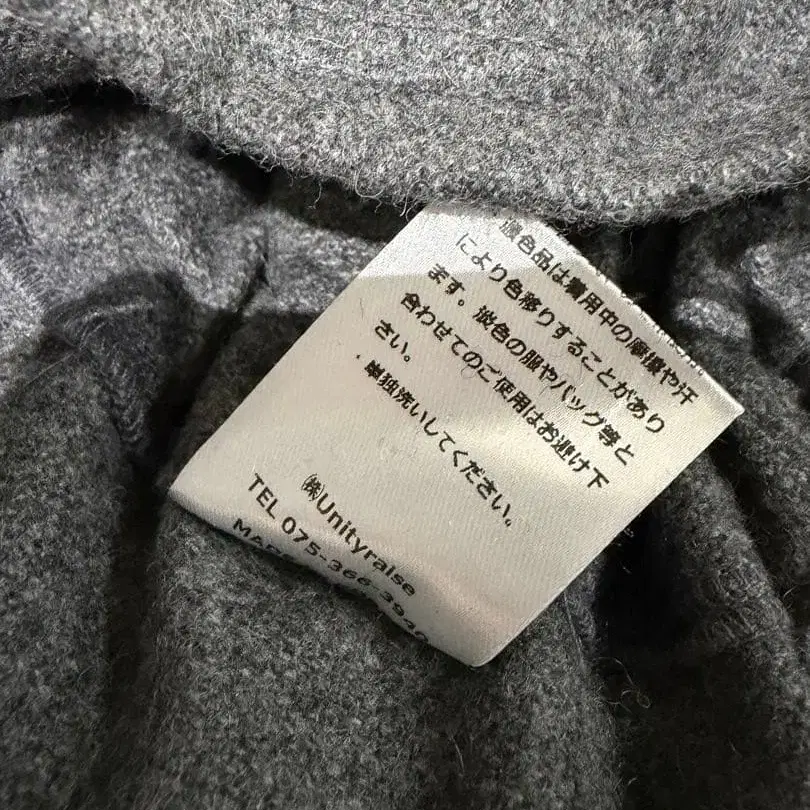 ・濃色品は着用中の摩擦や汗
により色移りすることがあり
ます。淡色の服やバッグ等と
合わせてのご使用はお避け下
さい。
・単独洗いしてください。
㈱Unityraise
TEL 075-366-3940
MADE